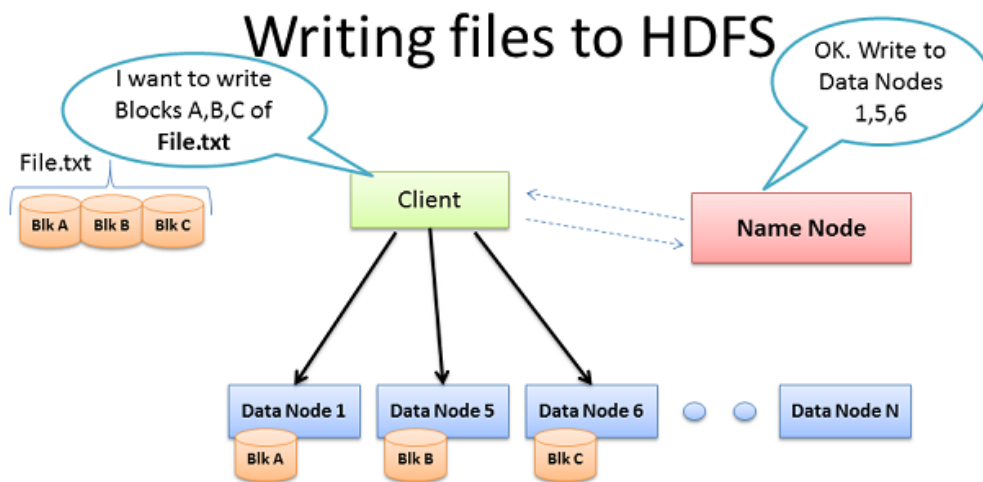 Writing files to HDFS
I want to write
Blocks A,B,C of
File.txt
OK. Write to
Data Nodes
1,5,6
File.txt
Blk A
Blk B
Blk C
Client
Name Node
Data Node 1
Data Node 5
Data Node 6
Data Node N
Blk A
Blk B
Blk C